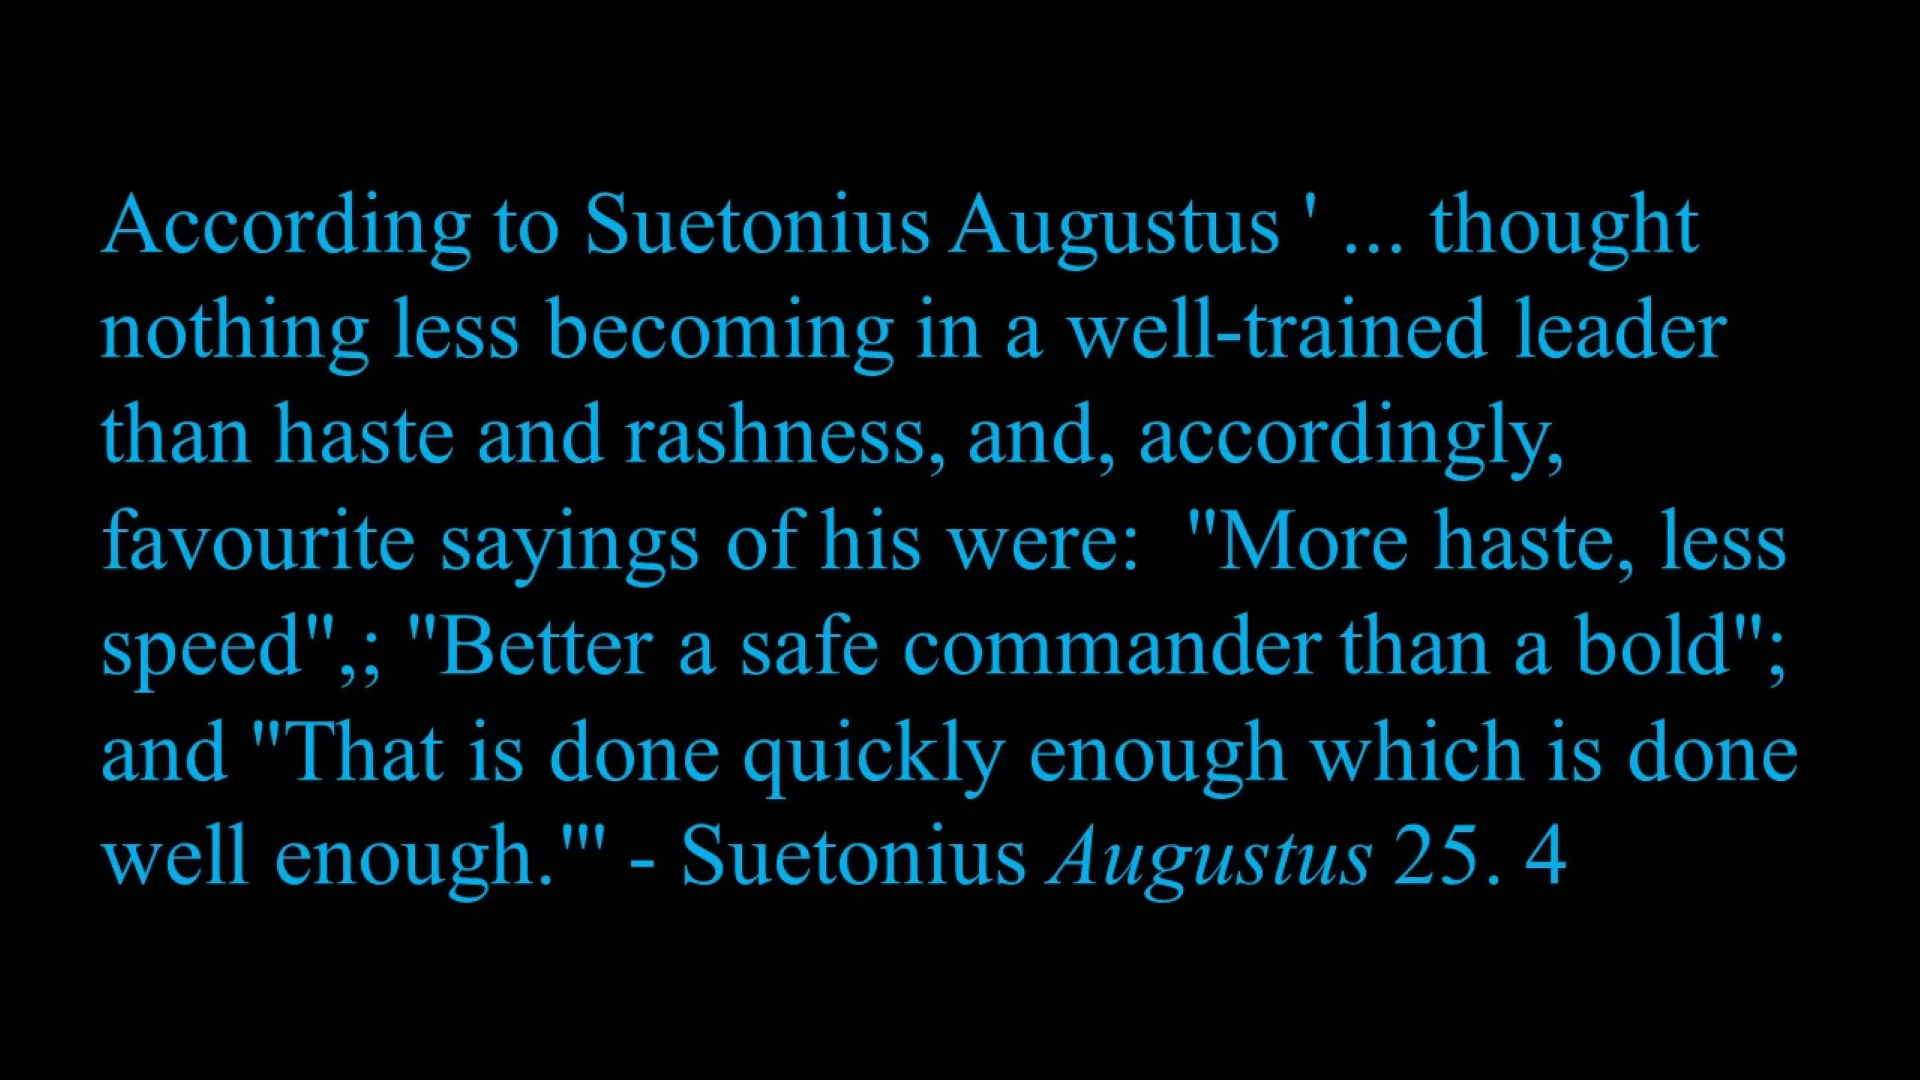 According to Suetonius Augustus ' ... thought
nothing less becoming in a well-trained leader
than haste and rashness, and, accordingly,
favourite sayings of his were:  "More haste, less
speed",; "Better a safe commander than a bold";
and "That is done quickly enough which is done
well enough."' - Suetonius Augustus 25. 4